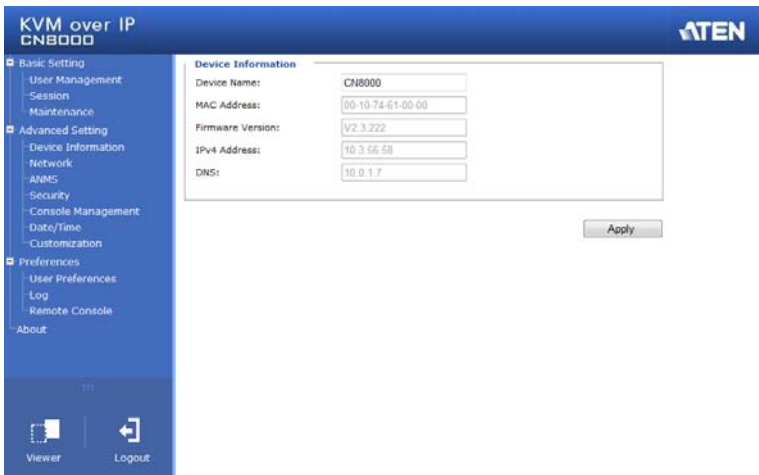 KVM over IP
CN8000
ATEN
Basic Setting
User Management
Session
Maintenance
Advanced Setting
Device Information
Network
ANMS
Security
Console Management
Date/Time
Customization
Preferences
User Preferences
Log
Remote Console
About
Viewer
Logout
Device Information
Device Name: CN8000
MAC Address: 00-10-74-61-00-00
Firmware Version: V2.3.222
IPv4 Address: 10.3.66.68
DNS: 10.0.1.7
Apply